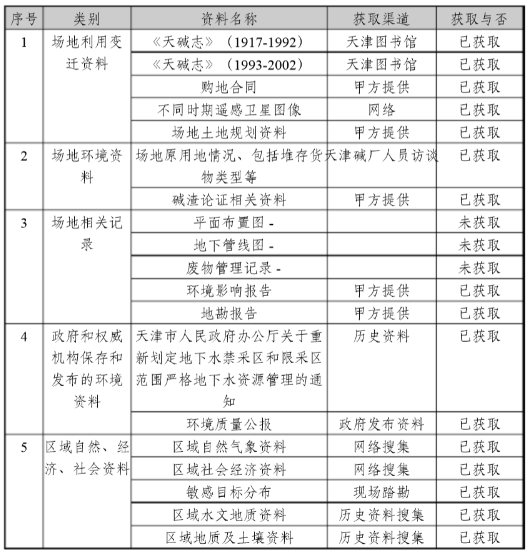 序号 类别 资料名称 获取渠道 获取与否
1 场地利用变迁资料 《天碱志》（1917-1992） 天津图书馆 已获取
《天碱志》（1993-2002） 天津图书馆 已获取
购地合同 甲方提供 已获取
不同时期遥感卫星图像 网络 已获取
场地土地规划资料 甲方提供 已获取
2 场地环境资料 场地原用地情况、包括堆存货物类型等 天津碱厂人员访谈 已获取
碱渣论证相关资料 甲方提供 已获取
3 场地相关记录 平面布置图 - 未获取
地下管线图 - 未获取
废物管理记录 - 未获取
环境影响报告 甲方提供 已获取
地勘报告 甲方提供 已获取
4 政府和权威机构保存和发布的环境资料 天津市人民政府办公厅关于重新划定地下水禁采区和限采区范围严格地下水资源管理的通知 历史资料 已获取
环境质量公报 政府发布资料 已获取
5 区域自然、经济、社会资料 区域自然气象资料 网络搜集 已获取
区域社会经济资料 网络搜集 已获取
敏感目标分布 现场踏勘 已获取
区域水文地质资料 历史资料搜集 已获取
区域地质及土壤资料 历史资料搜集 已获取